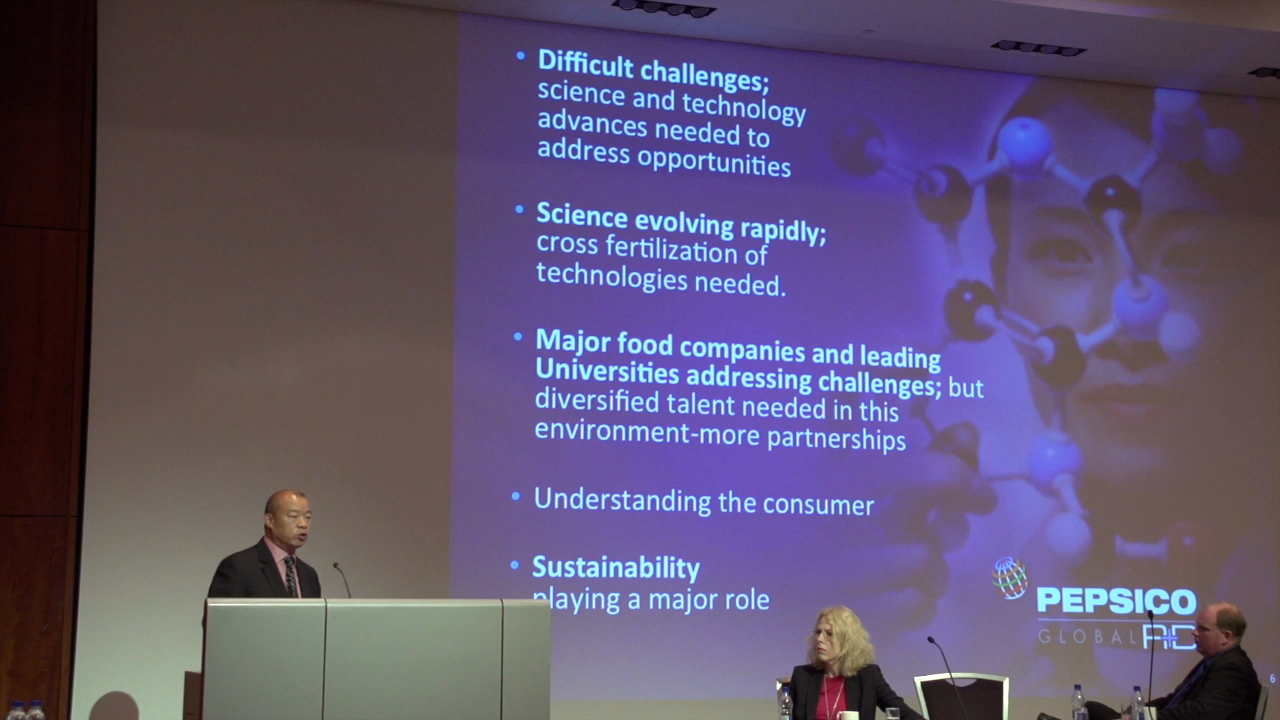 • Difficult challenges;
science and technology
advances needed to
address opportunities
• Science evolving rapidly;
cross fertilization of
technologies needed.
• Major food companies and leading
Universities addressing challenges; but
diversified talent needed in this
environment-more partnerships
• Understanding the consumer
• Sustainability
playing a major role
PEPSICO
GLOBAL R+D
6